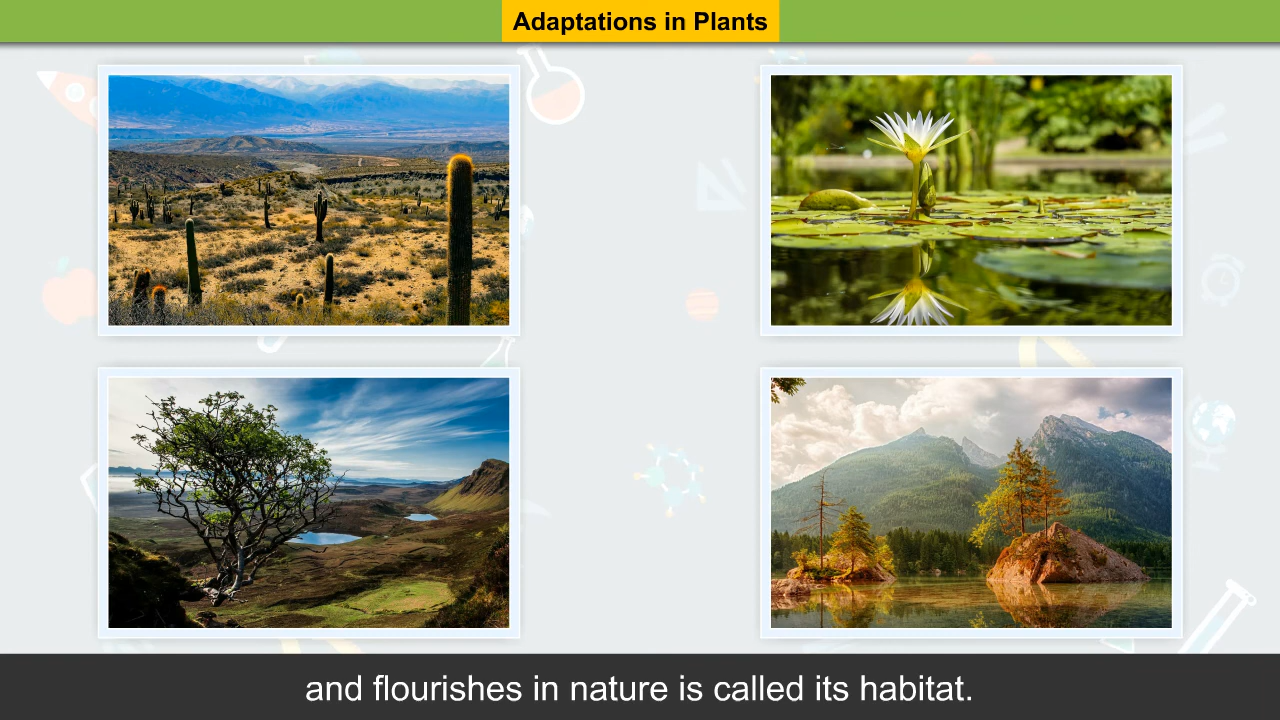 Adaptations in Plants
and flourishes in nature is called its habitat.